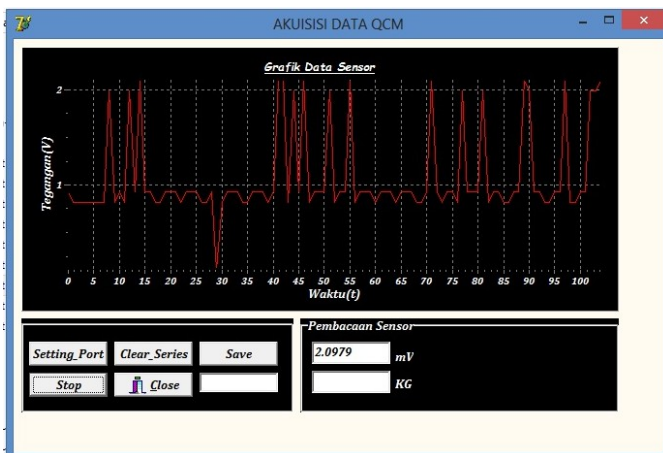 AKUISISI DATA QCM
Grafik Data Sensor
Tegangan(V)
2
1
0 5 10 15 20 25 30 35 40 45 50 55 60 65 70 75 80 85 90 95 100
Waktu(t)
Setting_Port Clear_Series Save
Stop Close
Pembacaan Sensor
2.0979 mV
KG